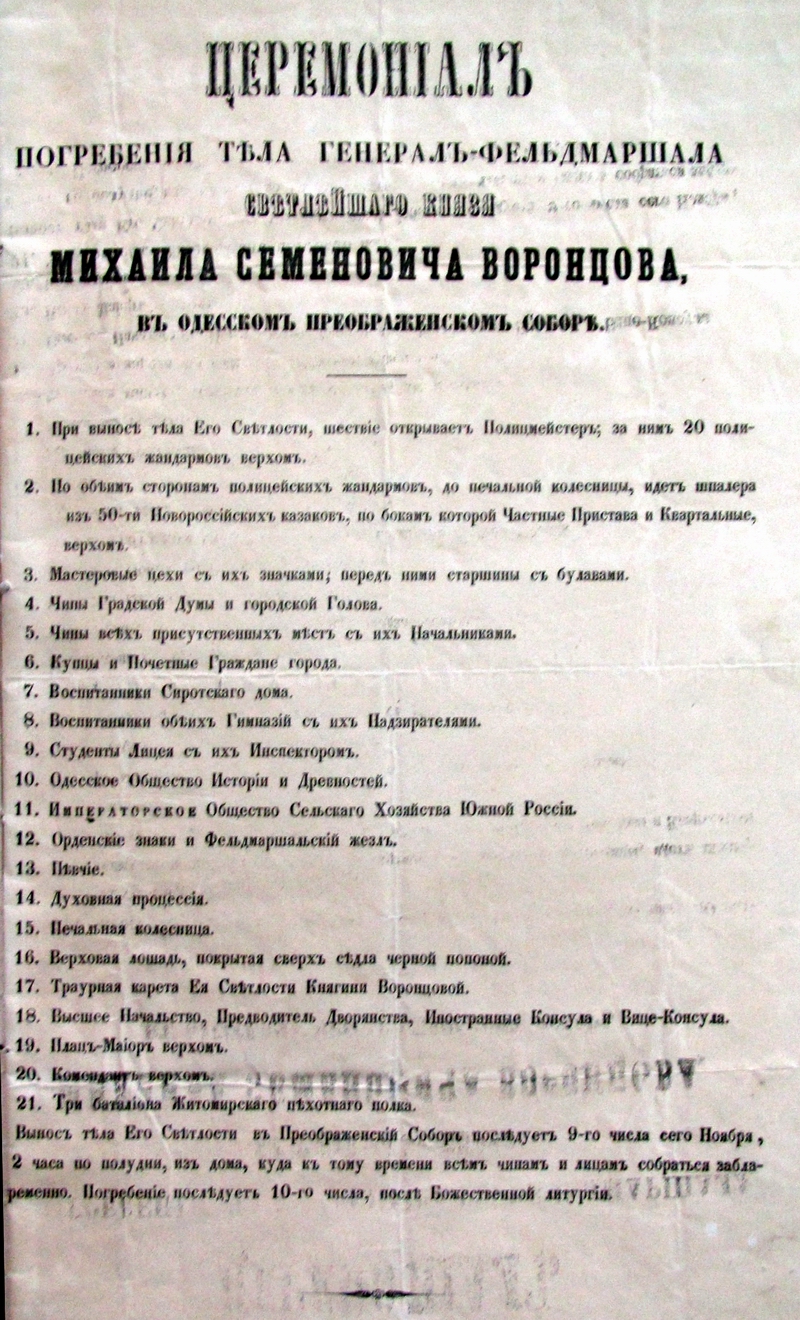 ЦЕРЕМОНІАЛЪ
ПОГРЕБЕНІЯ ТѢЛА ГЕНЕРАЛЪ-ФЕЛЬДМАРШАЛА
СВѢТЛѢЙШАГО КНЯЗЯ
МИХАИЛА СЕМЕНОВИЧА ВОРОНЦОВА,
ВЪ ОДЕССКОМЪ ПРЕОБРАЖЕНСКОМЪ СОБОРѢ.
1. При выносѣ тѣла Его Свѣтлости, шествіе открываетъ Полицмейстеръ; за нимъ 20 поли-
цейскихъ жандармовъ верхомъ.
2. По обѣимъ сторонамъ полицейскихъ жандармовъ, до печальной колесницы, идетъ шпалера
изъ 50-ти Новороссійскихъ казаковъ, по бокамъ которой Частные Пристава и Квартальные,
верхомъ.
3. Мастеровые цехи съ ихъ значками; передъ ними старшины съ булавами.
4. Чины Градской Думы и городской Голова.
5. Чины всѣхъ присутственныхъ мѣстъ съ ихъ Начальниками.
6. Купцы и Почетные Граждане города.
7. Воспитанники Сиротскаго дома.
8. Воспитанники обѣихъ Гимназій съ ихъ Надзирателями.
9. Студенты Лицея съ ихъ Инспекторомъ.
10. Одесское Общество Исторіи и Древностей.
11. ИМПЕРАТОРСКОЕ Общество Сельскаго Хозяйства Южной Россіи.
12. Орденскіе знаки и Фельдмаршальскій жезлъ.
13. Пѣвчіе.
14. Духовная процессія.
15. Печальная колесница.
16. Верховая лошадь, покрытая сверхъ сѣдла черной попоной.
17. Траурная карета Ея Свѣтлости Княгини Воронцовой.
18. Высшее Начальство, Предводитель Дворянства, Иностранные Консула и Вице-Консула.
19. Плацъ-Маіоръ верхомъ.
20. Комендантъ верхомъ.
21. Три баталіона Житомирскаго пѣхотнаго полка.
Выносъ тѣла Его Свѣтлости въ Преображенскій Соборъ послѣдуетъ 9-го числа сего Ноября,
2 часа по полудни, изъ дома, куда къ тому времени всѣмъ чинамъ и лицамъ собраться забла-
ременно. Погребеніе послѣдуетъ 10-го числа, послѣ Божественной литургіи.